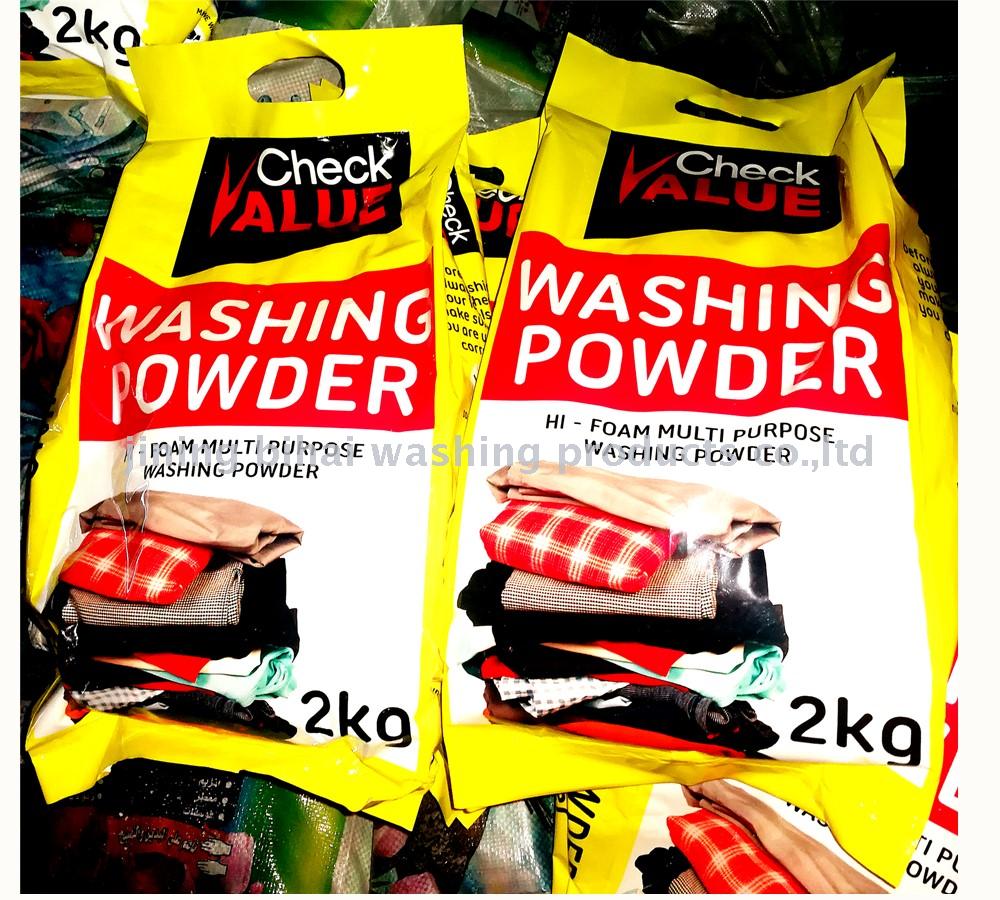 2kg
Check
VALUE
WASHING
POWDER
HI - FOAM MULTI PURPOSE
WASHING POWDER
2kg
Check
VALUE
WASHING
POWDER
HI - FOAM MULTI PURPOSE
WASHING POWDER
2kg
jining bihai washing products co.,ltd